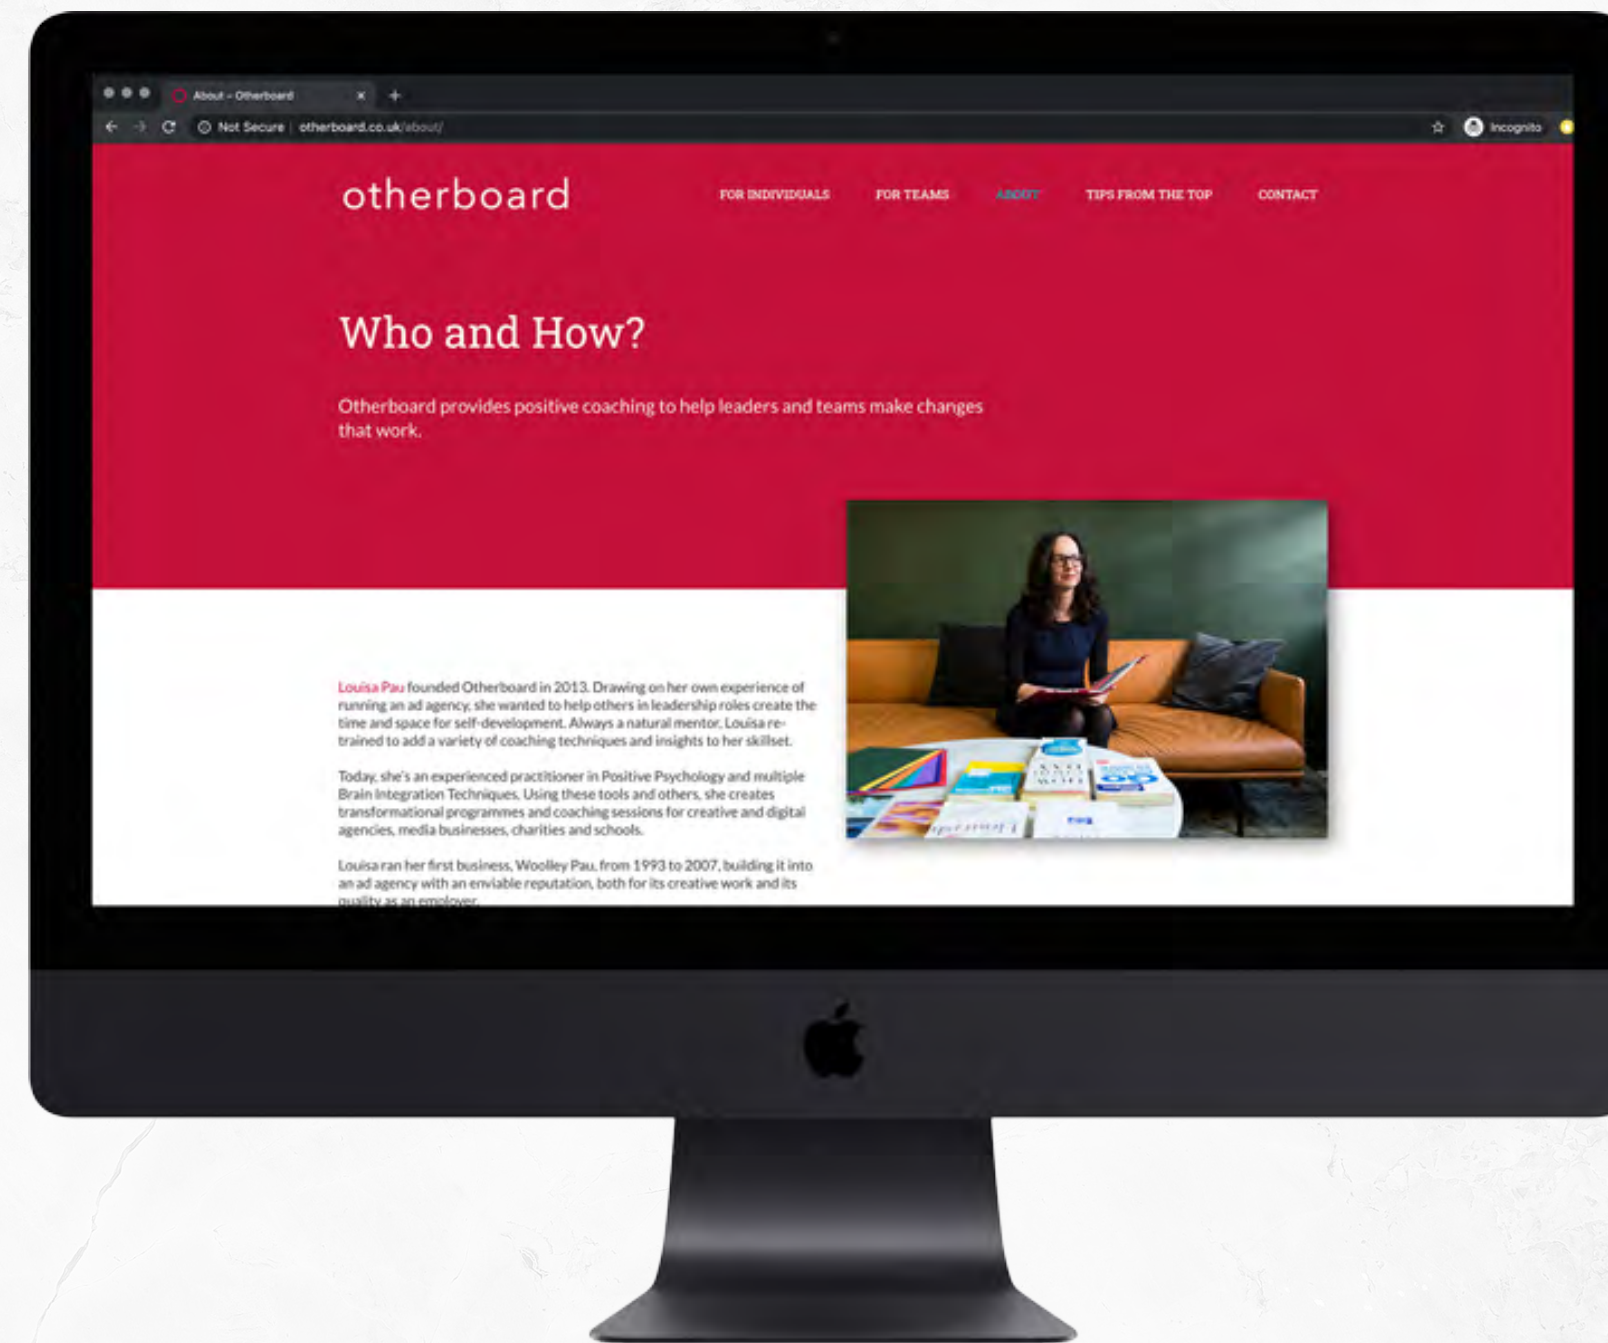 About – Otherboard
Not Secure | otherboard.co.uk/about/
Incognito
otherboard
FOR INDIVIDUALS FOR TEAMS ABOUT TIPS FROM THE TOP CONTACT
Who and How?
Otherboard provides positive coaching to help leaders and teams make changes
that work.
Louisa Pau founded Otherboard in 2013. Drawing on her own experience of
running an ad agency, she wanted to help others in leadership roles create the
time and space for self-development. Always a natural mentor, Louisa re-
trained to add a variety of coaching techniques and insights to her skillset.
Today, she's an experienced practitioner in Positive Psychology and multiple
Brain Integration Techniques. Using these tools and others, she creates
transformational programmes and coaching sessions for creative and digital
agencies, media businesses, charities and schools.
Louisa ran her first business, Woolley Pau, from 1993 to 2007, building it into
an ad agency with an enviable reputation, both for its creative work and its
quality as an employer.